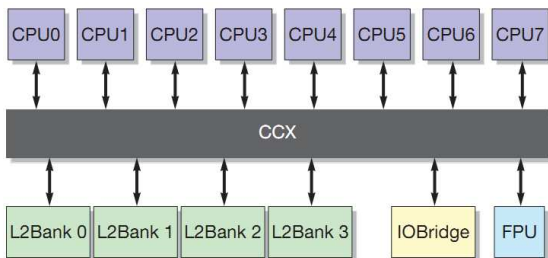 CPU0 CPU1 CPU2 CPU3 CPU4 CPU5 CPU6 CPU7
CCX
L2Bank 0 L2Bank 1 L2Bank 2 L2Bank 3 IOBridge FPU